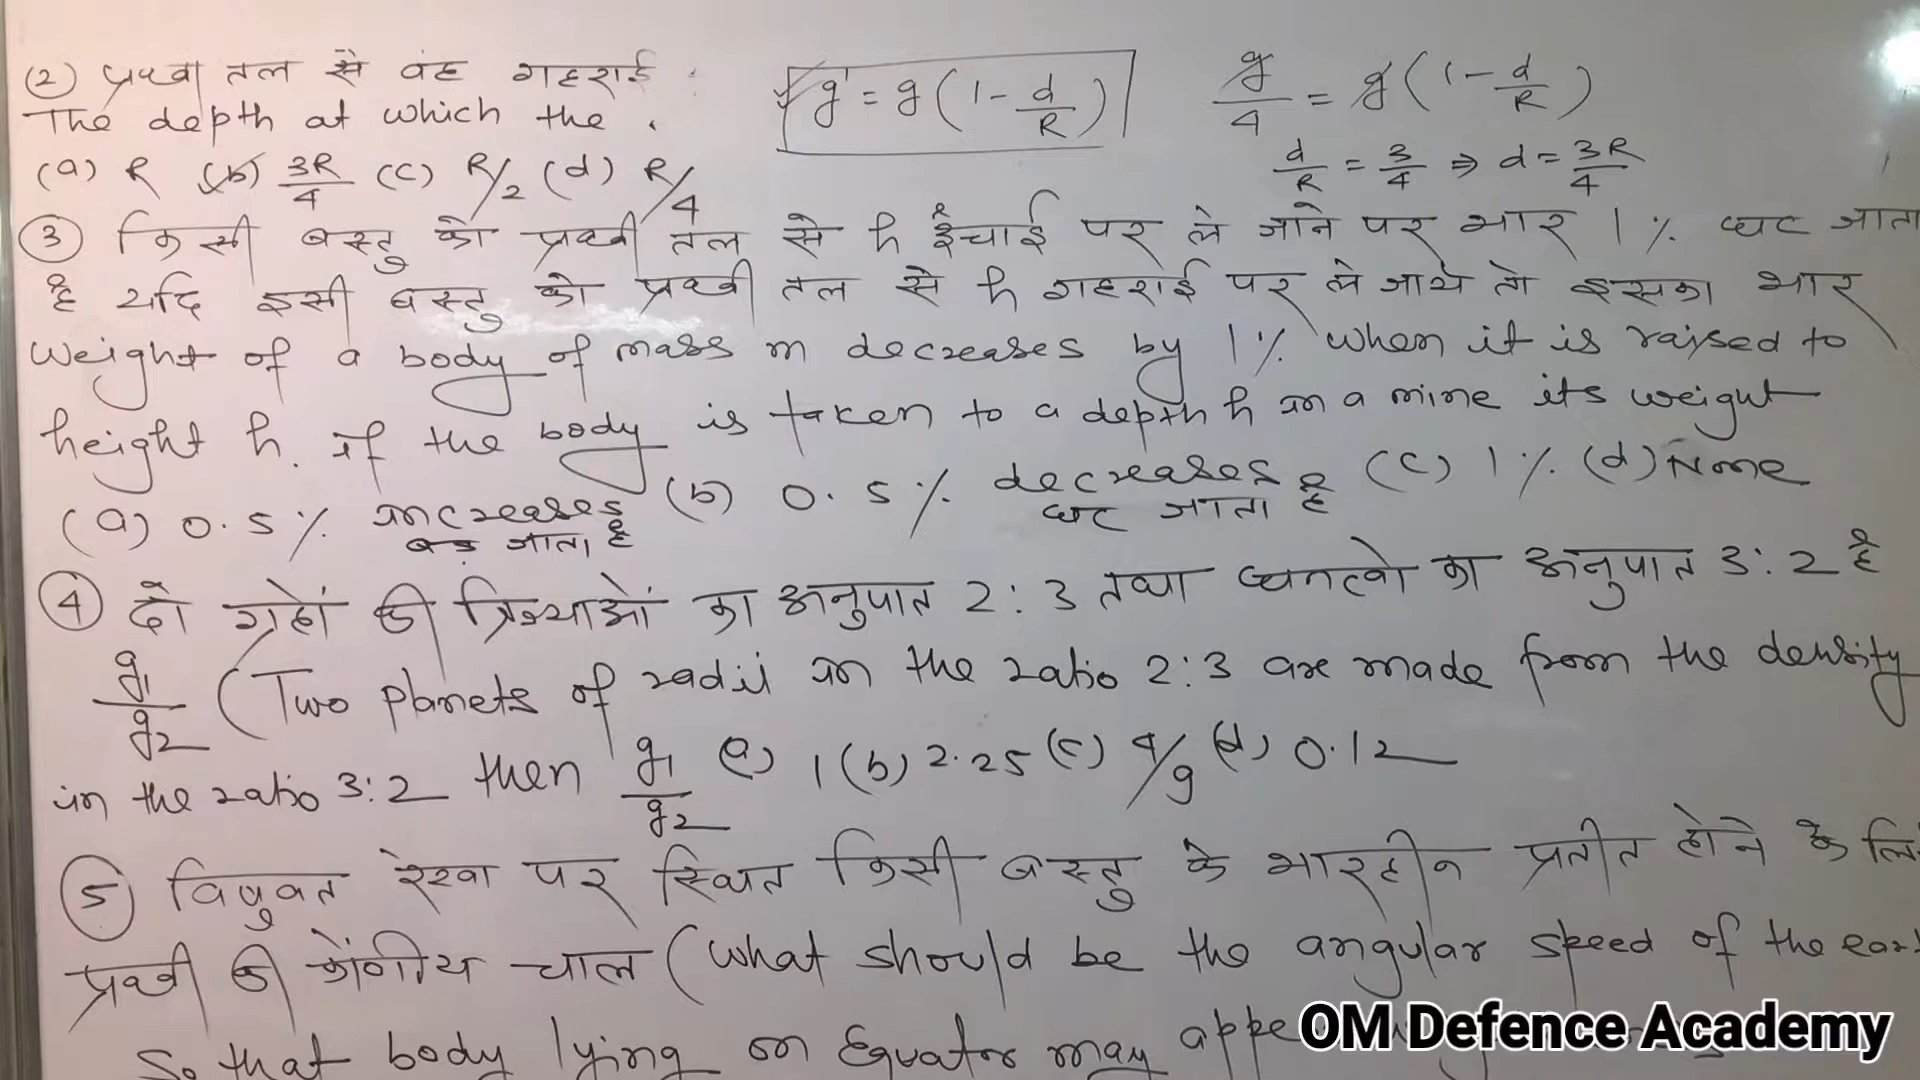 (2) प्रथ्वी तल से वह गहराई
The depth at which the .
(a) R (b) 3R/4 (c) R/2 (d) R/4
g' = g(1 - d/R)
g/4 = g(1 - d/R)
d/R = 3/4 ⇒ d = 3R/4
(3) किसी वस्तु को प्रथ्वी तल से h ऊँचाई पर ले जाने पर भार 1% घट जाता
है यदि इसी वस्तु को प्रथ्वी तल से h गहराई पर ले जाये तो इसका भार
weight of a body of mass m decreases by 1% when it is raised to
height h. if the body is taken to a depth h in a mine its weight
(a) 0.5% increases बढ़ जाता है (b) 0.5% decreases घट जाता है (c) 1% (d) None
(4) दो ग्रहों की त्रिज्याओं का अनुपात 2:3 तथा घनत्वो का अनुपात 3:2 है
g1/g2 (Two planets of radii in the ratio 2:3 are made from the density
in the ratio 3:2 then g1/g2 (a) 1 (b) 2.25 (c) 4/9 (d) 0.12
(5) विषुवत रेखा पर स्थित किसी वस्तु के भारहीन प्रतीत होने के लि
प्रथ्वी की कोंणीय चाल (what should be the angular speed of the ear
So that body lying on Equator may appe
OM Defence Academy